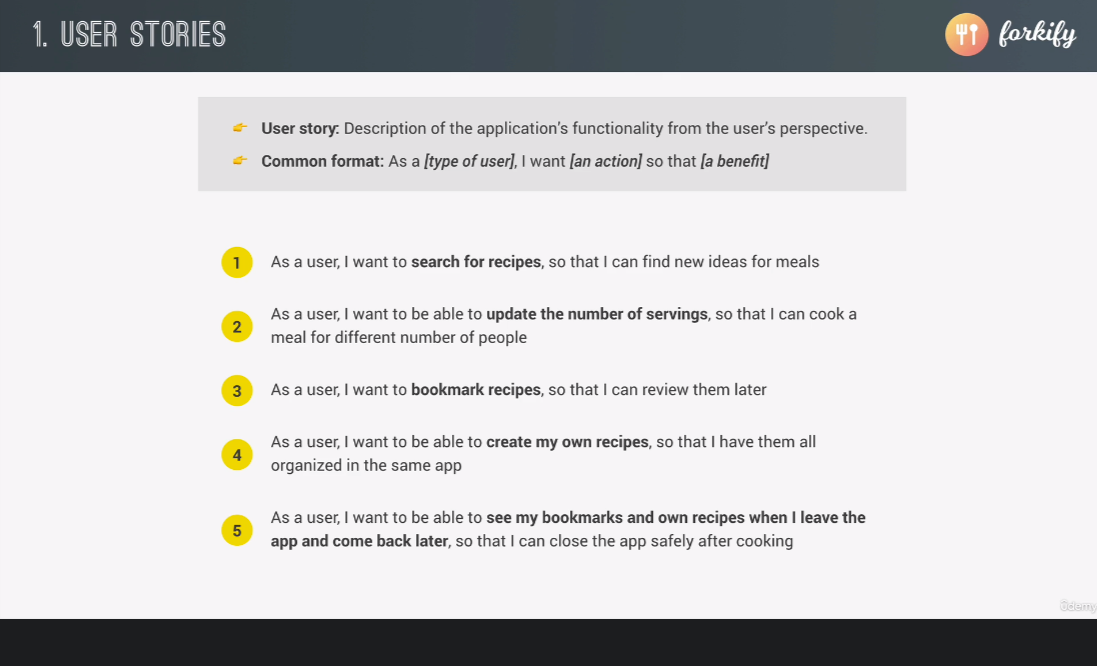 1. USER STORIES
forkify
User story: Description of the application's functionality from the user's perspective.
Common format: As a [type of user], I want [an action] so that [a benefit]
1 As a user, I want to search for recipes, so that I can find new ideas for meals
2 As a user, I want to be able to update the number of servings, so that I can cook a
meal for different number of people
3 As a user, I want to bookmark recipes, so that I can review them later
4 As a user, I want to be able to create my own recipes, so that I have them all
organized in the same app
5 As a user, I want to be able to see my bookmarks and own recipes when I leave the
app and come back later, so that I can close the app safely after cooking
Udemy